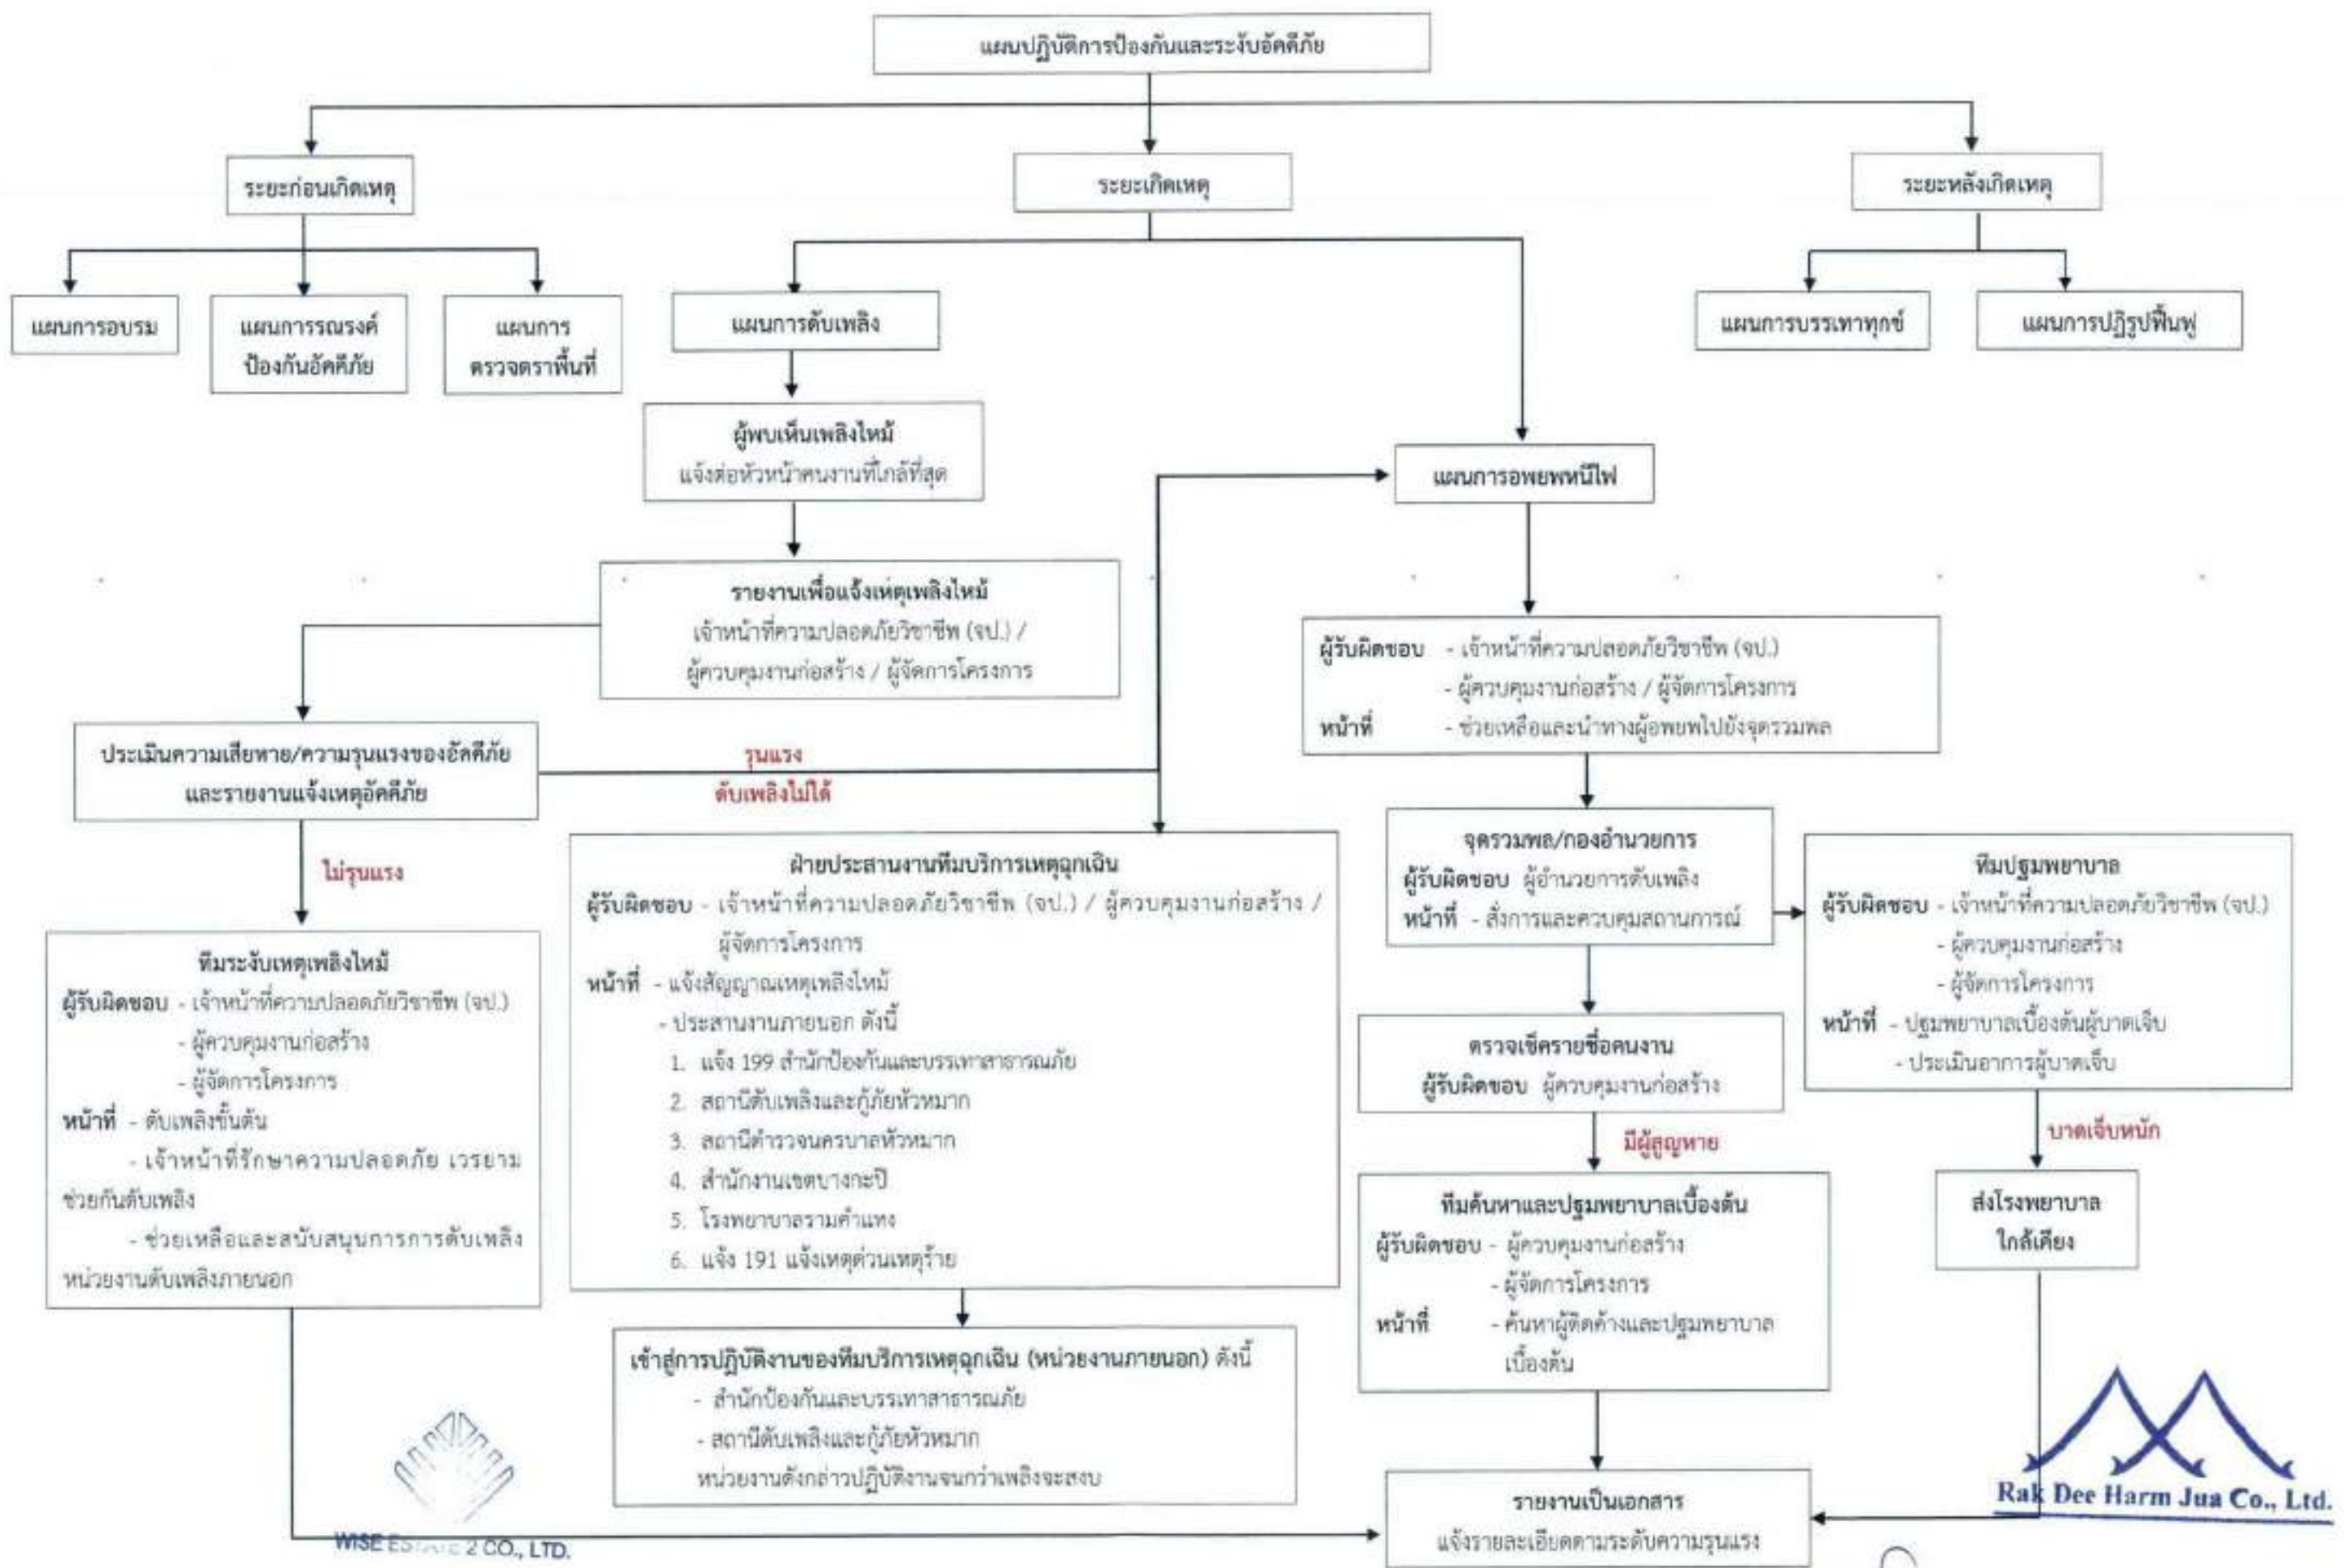 แผนปฏิบัติการป้องกันและระงับอัคคีภัย
ระยะก่อนเกิดเหตุ
ระยะเกิดเหตุ
ระยะหลังเกิดเหตุ
แผนการอบรม
แผนการรณรงค์
ป้องกันอัคคีภัย
แผนการ
ตรวจตราพื้นที่
แผนการดับเพลิง
แผนการบรรเทาทุกข์
แผนการปฏิรูปฟื้นฟู
ผู้พบเห็นเพลิงไหม้
แจ้งต่อหัวหน้าคนงานที่ใกล้ที่สุด
แผนการอพยพหนีไฟ
รายงานเพื่อแจ้งเหตุเพลิงไหม้
เจ้าหน้าที่ความปลอดภัยวิชาชีพ (จป.) /
ผู้ควบคุมงานก่อสร้าง / ผู้จัดการโครงการ
ผู้รับผิดชอบ - เจ้าหน้าที่ความปลอดภัยวิชาชีพ (จป.)
- ผู้ควบคุมงานก่อสร้าง / ผู้จัดการโครงการ
หน้าที่ - ช่วยเหลือและนำทางผู้อพยพไปยังจุดรวมพล
ประเมินความเสียหาย/ความรุนแรงของอัคคีภัย
และรายงานแจ้งเหตุอัคคีภัย
รุนแรง
ดับเพลิงไม่ได้
ไม่รุนแรง
ทีมระงับเหตุเพลิงไหม้
ผู้รับผิดชอบ - เจ้าหน้าที่ความปลอดภัยวิชาชีพ (จป.)
- ผู้ควบคุมงานก่อสร้าง
- ผู้จัดการโครงการ
หน้าที่ - ดับเพลิงขั้นต้น
- เจ้าหน้าที่รักษาความปลอดภัย เวรยาม
ช่วยกันดับเพลิง
- ช่วยเหลือและสนับสนุนการการดับเพลิง
หน่วยงานดับเพลิงภายนอก
ฝ่ายประสานงานทีมบริการเหตุฉุกเฉิน
ผู้รับผิดชอบ - เจ้าหน้าที่ความปลอดภัยวิชาชีพ (จป.) / ผู้ควบคุมงานก่อสร้าง /
ผู้จัดการโครงการ
หน้าที่ - แจ้งสัญญาณเหตุเพลิงไหม้
- ประสานงานภายนอก ดังนี้
1. แจ้ง 199 สำนักป้องกันและบรรเทาสาธารณภัย
2. สถานีดับเพลิงและกู้ภัยหัวหมาก
3. สถานีตำรวจนครบาลหัวหมาก
4. สำนักงานเขตบางกะปิ
5. โรงพยาบาลรามคำแหง
6. แจ้ง 191 แจ้งเหตุด่วนเหตุร้าย
เข้าสู่การปฏิบัติงานของทีมบริการเหตุฉุกเฉิน (หน่วยงานภายนอก) ดังนี้
- สำนักป้องกันและบรรเทาสาธารณภัย
- สถานีดับเพลิงและกู้ภัยหัวหมาก
หน่วยงานดังกล่าวปฏิบัติงานจนกว่าเพลิงจะสงบ
จุดรวมพล/กองอำนวยการ
ผู้รับผิดชอบ ผู้อำนวยการดับเพลิง
หน้าที่ - สั่งการและควบคุมสถานการณ์
ทีมปฐมพยาบาล
ผู้รับผิดชอบ - เจ้าหน้าที่ความปลอดภัยวิชาชีพ (จป.)
- ผู้ควบคุมงานก่อสร้าง
- ผู้จัดการโครงการ
หน้าที่ - ปฐมพยาบาลเบื้องต้นผู้บาดเจ็บ
- ประเมินอาการผู้บาดเจ็บ
ตรวจเช็ครายชื่อคนงาน
ผู้รับผิดชอบ ผู้ควบคุมงานก่อสร้าง
มีผู้สูญหาย
บาดเจ็บหนัก
ทีมค้นหาและปฐมพยาบาลเบื้องต้น
ผู้รับผิดชอบ - ผู้ควบคุมงานก่อสร้าง
- ผู้จัดการโครงการ
หน้าที่ - ค้นหาผู้ติดค้างและปฐมพยาบาล
เบื้องต้น
ส่งโรงพยาบาล
ใกล้เคียง
รายงานเป็นเอกสาร
แจ้งรายละเอียดตามระดับความรุนแรง
WISE ESTATE 2 CO., LTD.
Rak Dee Harm Jua Co., Ltd.